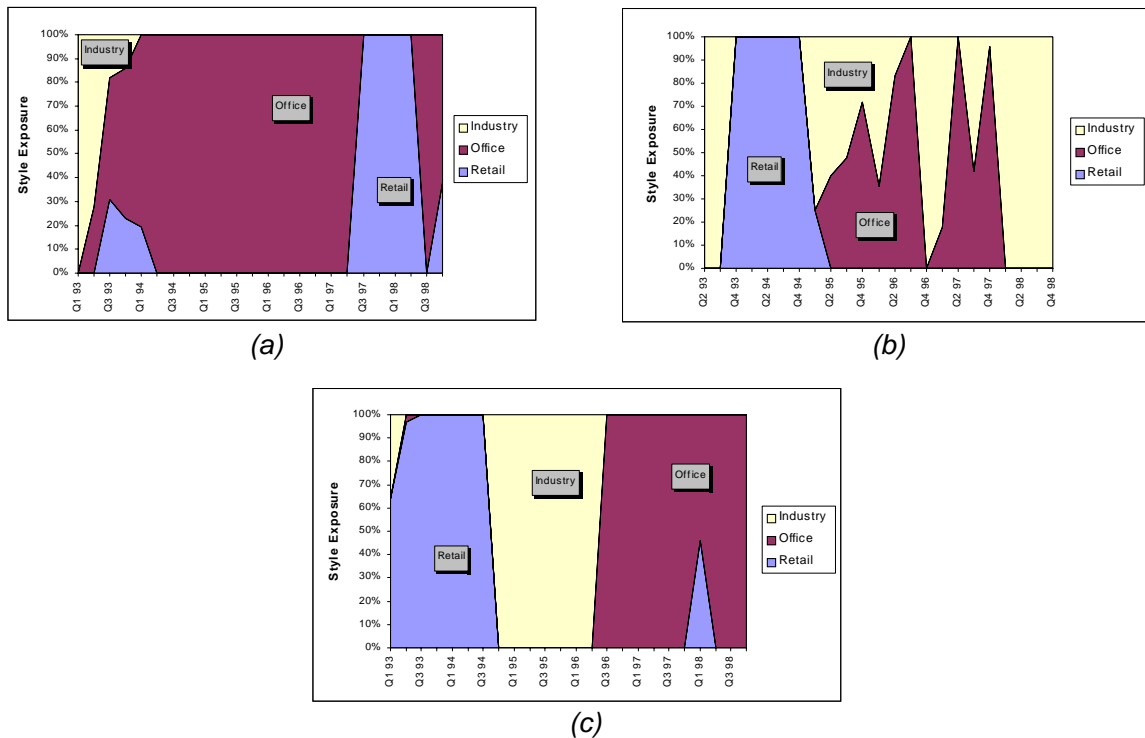 100%
90%
80%
70%
60%
50%
40%
30%
20%
10%
0%
Style Exposure
Industry
Office
Retail
Q1 93
Q3 93
Q1 94
Q3 94
Q1 95
Q3 95
Q1 96
Q3 96
Q1 97
Q3 97
Q1 98
Q3 98
Industry
Office
Retail
(a)
100%
90%
80%
70%
60%
50%
40%
30%
20%
10%
0%
Style Exposure
Industry
Retail
Office
Q2 93
Q4 93
Q2 94
Q4 94
Q2 95
Q4 95
Q2 96
Q4 96
Q2 97
Q4 97
Q2 98
Q4 98
Industry
Office
Retail
(b)
100%
90%
80%
70%
60%
50%
40%
30%
20%
10%
0%
Style Exposure
Office
Industry
Retail
Q1 93
Q3 93
Q1 94
Q3 94
Q1 95
Q3 95
Q1 96
Q3 96
Q1 97
Q3 97
Q1 98
Q3 98
Industry
Office
Retail
(c)